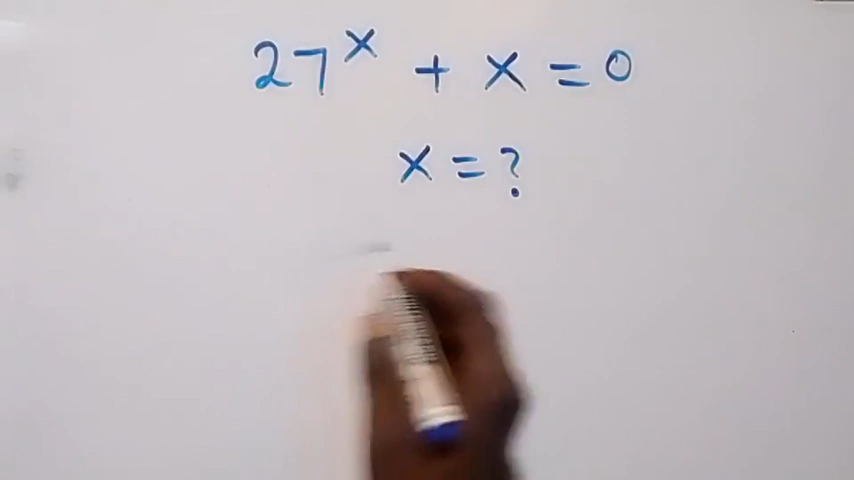 27ˣ + x = 0
x = ?